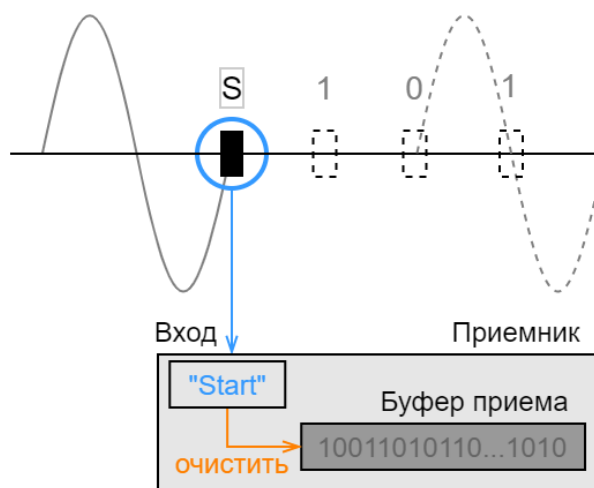 S 1 0 1
Вход Приемник
"Start"
Буфер приема
10011010110...1010
очистить